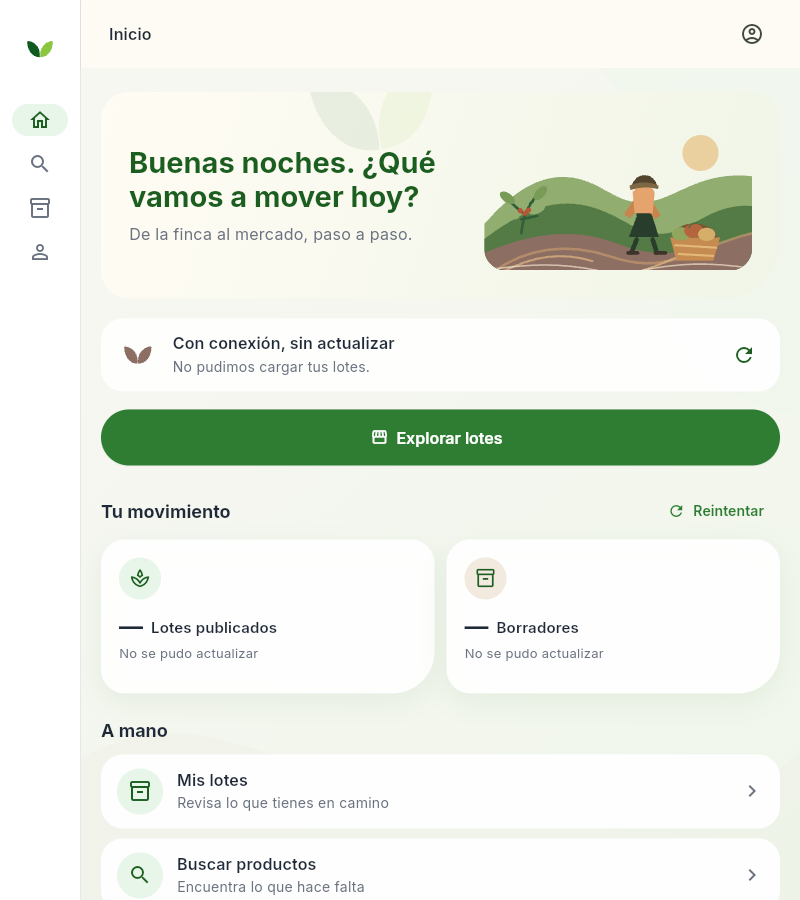 Inicio
Buenas noches. ¿Qué
vamos a mover hoy?
De la finca al mercado, paso a paso.
Con conexión, sin actualizar
No pudimos cargar tus lotes.
Explorar lotes
Tu movimiento
Reintentar
— Lotes publicados
No se pudo actualizar
— Borradores
No se pudo actualizar
A mano
Mis lotes
Revisa lo que tienes en camino
Buscar productos
Encuentra lo que hace falta